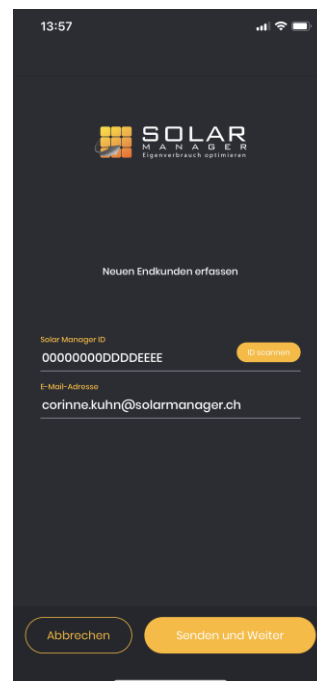 13:57
SOLAR
MANAGER
Eigenverbrauch optimieren
Neuen Endkunden erfassen
Solar Manager ID
00000000DDDDEEEE
ID scannen
E-Mail-Adresse
corinne.kuhn@solarmanager.ch
Abbrechen
Senden und Weiter